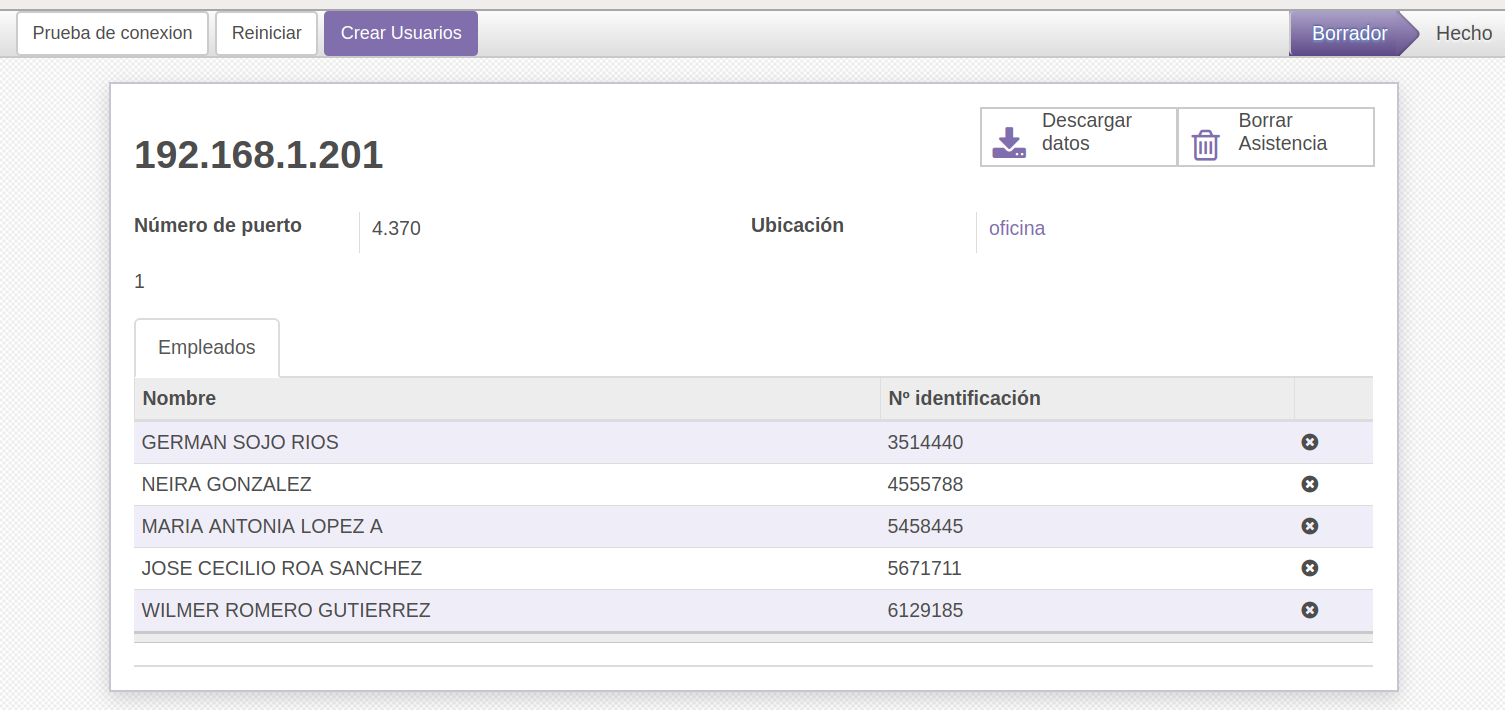 Prueba de conexion Reiniciar Crear Usuarios Borrador Hecho
Descargar datos
Borrar Asistencia
192.168.1.201
Número de puerto 4.370 Ubicación oficina
1
Empleados
Nombre Nº identificación
GERMAN SOJO RIOS 3514440
NEIRA GONZALEZ 4555788
MARIA ANTONIA LOPEZ A 5458445
JOSE CECILIO ROA SANCHEZ 5671711
WILMER ROMERO GUTIERREZ 6129185